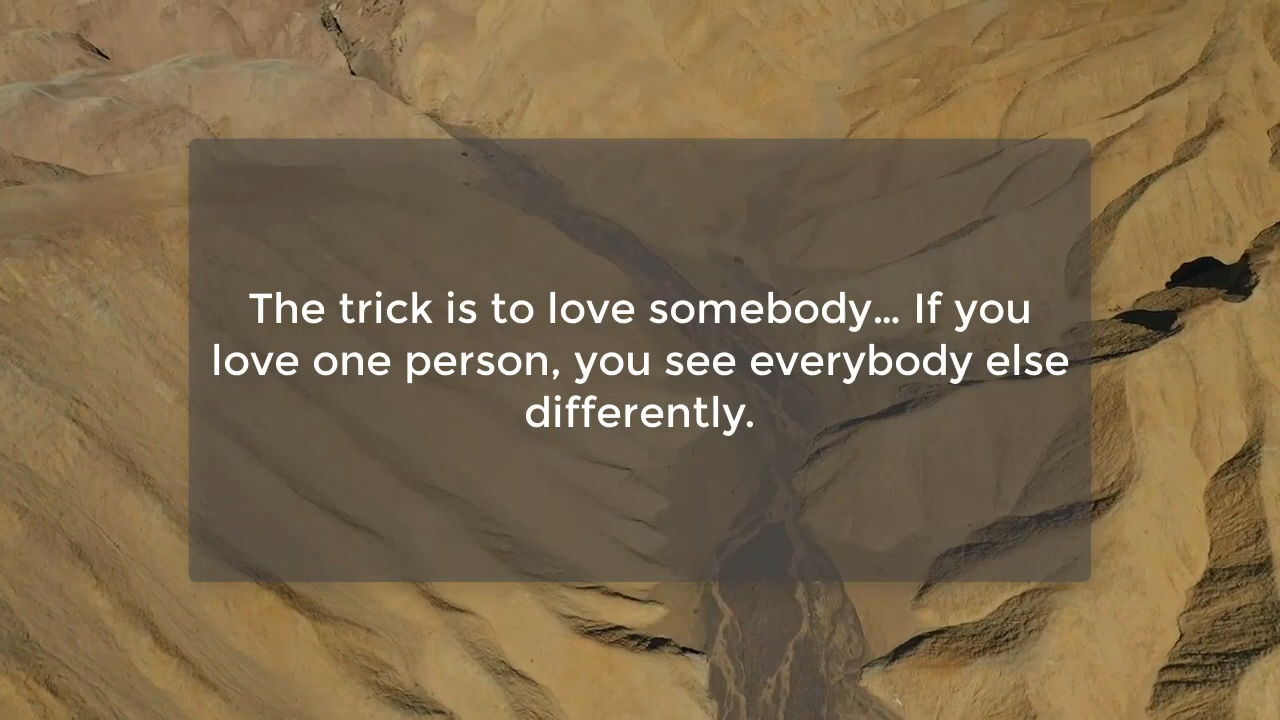 The trick is to love somebody... If you
love one person, you see everybody else
differently.